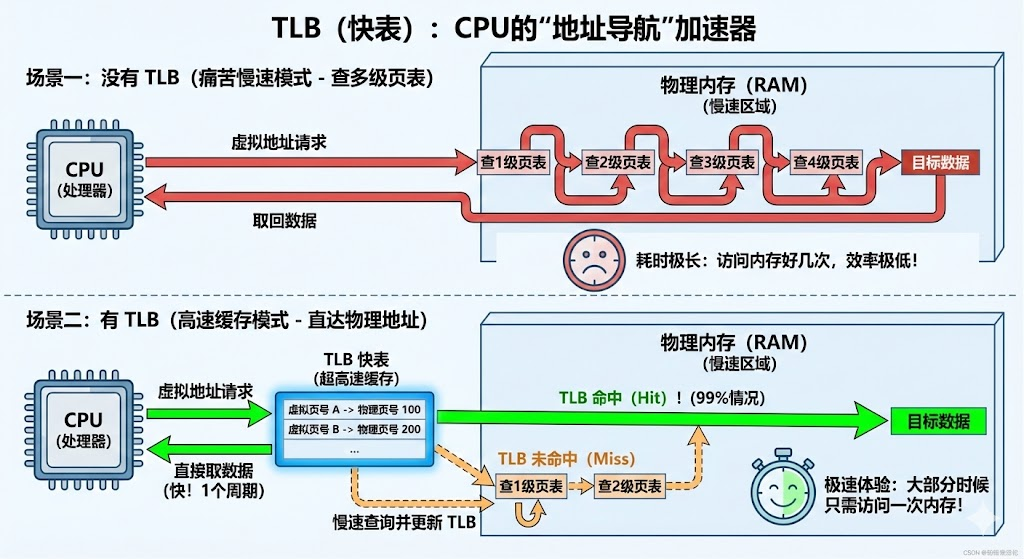 TLB（快表）：CPU的“地址导航”加速器
场景一：没有 TLB（痛苦慢速模式 - 查多级页表）
物理内存（RAM）
（慢速区域）
CPU
（处理器）
虚拟地址请求
查1级页表
查2级页表
查3级页表
查4级页表
目标数据
取回数据
耗时极长：访问内存好几次，效率极低！
场景二：有 TLB（高速缓存模式 - 直达物理地址）
物理内存（RAM）
（慢速区域）
TLB 快表
（超高速缓存）
CPU
（处理器）
虚拟地址请求
虚拟页号 A -> 物理页号 100
虚拟页号 B -> 物理页号 200
...
TLB 命中（Hit）！（99%情况）
目标数据
直接取数据
（快！1个周期）
TLB 未命中（Miss）
查1级页表
查2级页表
慢速查询并更新 TLB
极速体验：大部分时候
只需访问一次内存！